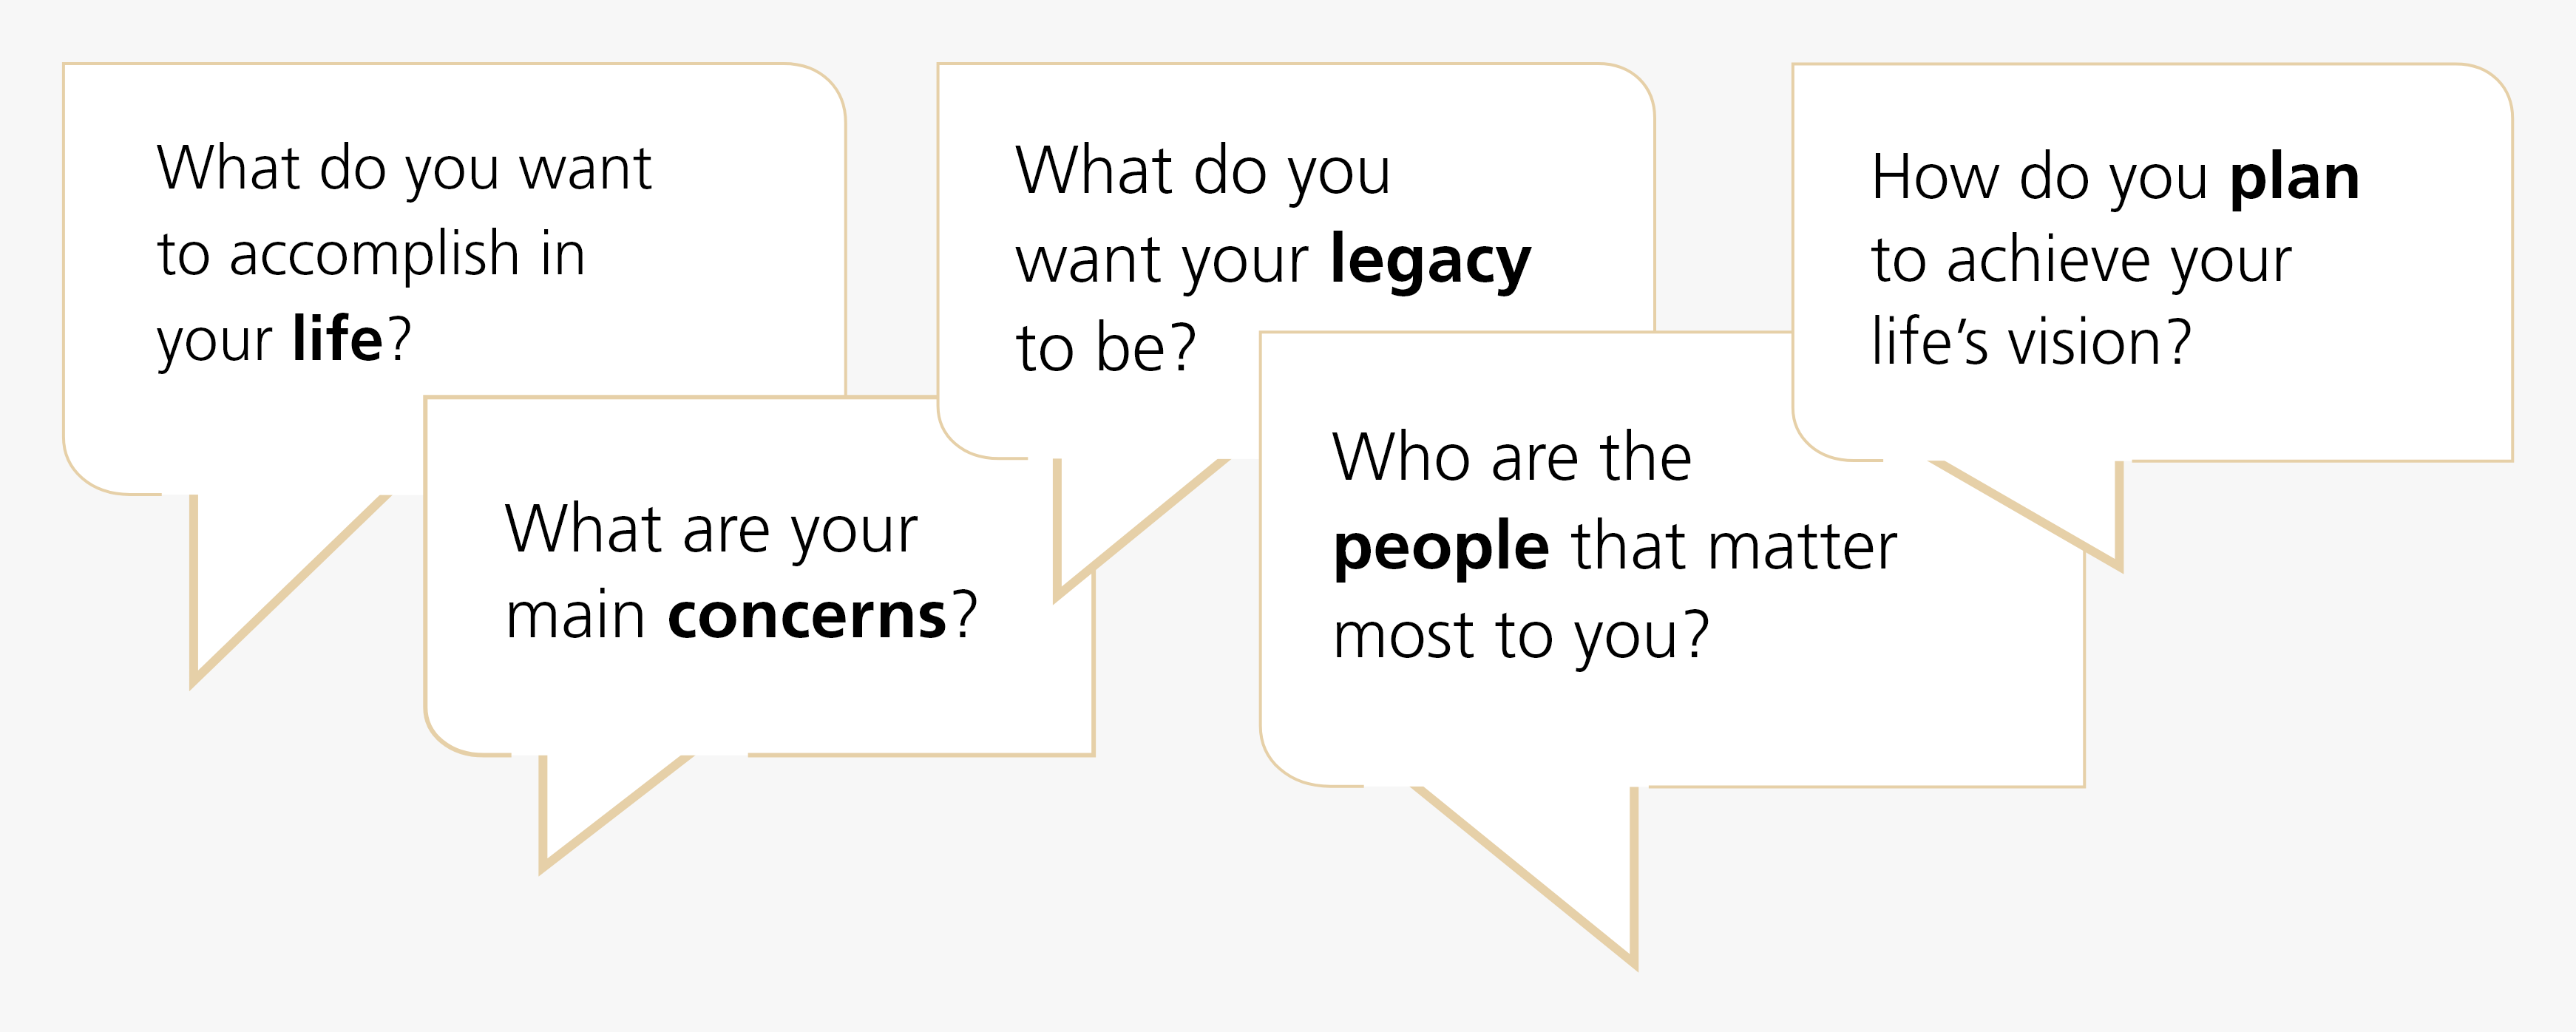 What do you want
to accomplish in
your life?
What are your
main concerns?
What do you
want your legacy
to be?
Who are the
people that matter
most to you?
How do you plan
to achieve your
life’s vision?